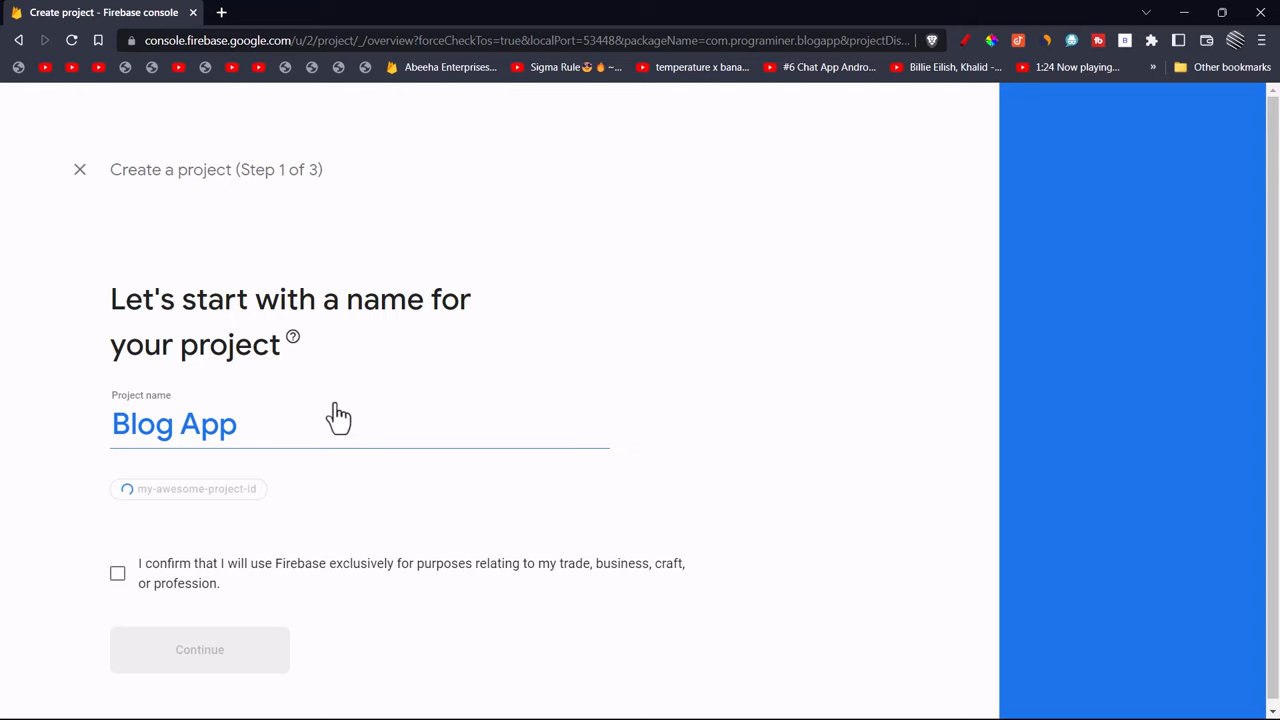 Create project - Firebase console
console.firebase.google.com/u/2/project/_/overview?forceCheckTos=true&localPort=53448&packageName=com.programiner.blogapp&projectDis...
Abeeha Enterprises...
Sigma Rule😎🔥~...
temperature x bana...
#6 Chat App Androi...
Billie Eilish, Khalid -...
1:24 Now playing...
»
Other bookmarks
Create a project (Step 1 of 3)
Let's start with a name for
your project
Project name
Blog App
my-awesome-project-id
I confirm that I will use Firebase exclusively for purposes relating to my trade, business, craft,
or profession.
Continue